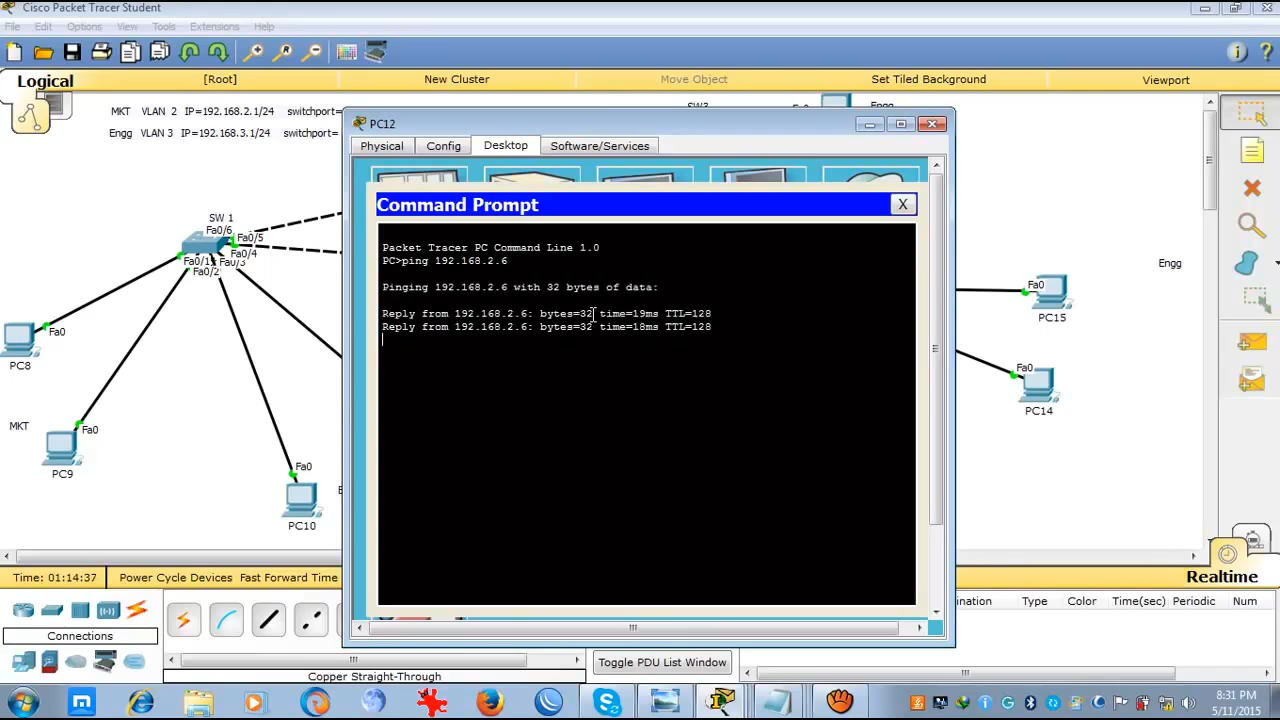 Cisco Packet Tracer Student
File Edit Options View Tools Extensions Help
Logical [Root] New Cluster Move Object Set Tiled Background Viewport
MKT VLAN 2 IP=192.168.2.1/24 switchport=
Engg VLAN 3 IP=192.168.3.1/24 switchport=
Engg
PC12
Physical Config Desktop Software/Services
Command Prompt X
Packet Tracer PC Command Line 1.0
PC>ping 192.168.2.6
Pinging 192.168.2.6 with 32 bytes of data:
Reply from 192.168.2.6: bytes=32 time=19ms TTL=128
Reply from 192.168.2.6: bytes=32 time=18ms TTL=128
SW 1
Fa0/6
Fa0/5
Fa0/4
Fa0/1
Fa0/3
Fa0/2
Fa0
PC8
MKT
Fa0
PC9
Fa0
PC10
Engg
Fa0
PC15
Fa0
PC14
Time: 01:14:37 Power Cycle Devices Fast Forward Time
Realtime
Connections
Copper Straight-Through
Toggle PDU List Window
ination Type Color Time(sec) Periodic Num
8:31 PM
5/11/2015